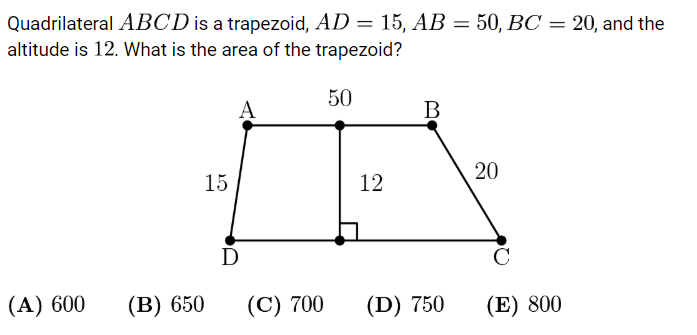 Quadrilateral ABCD is a trapezoid, AD = 15, AB = 50, BC = 20, and the
altitude is 12. What is the area of the trapezoid?
50
A B
15 12 20
D C
(A) 600 (B) 650 (C) 700 (D) 750 (E) 800